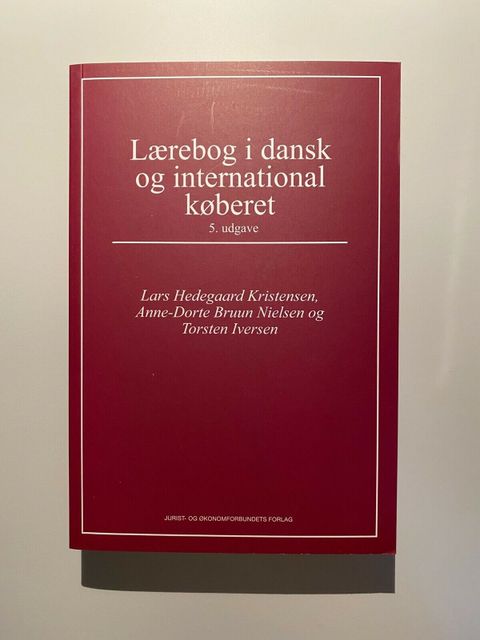 Lærebog i dansk
og international
køberet
5. udgave
Lars Hedegaard Kristensen,
Anne-Dorte Bruun Nielsen og
Torsten Iversen
JURIST- OG ØKONOMFORBUNDETS FORLAG